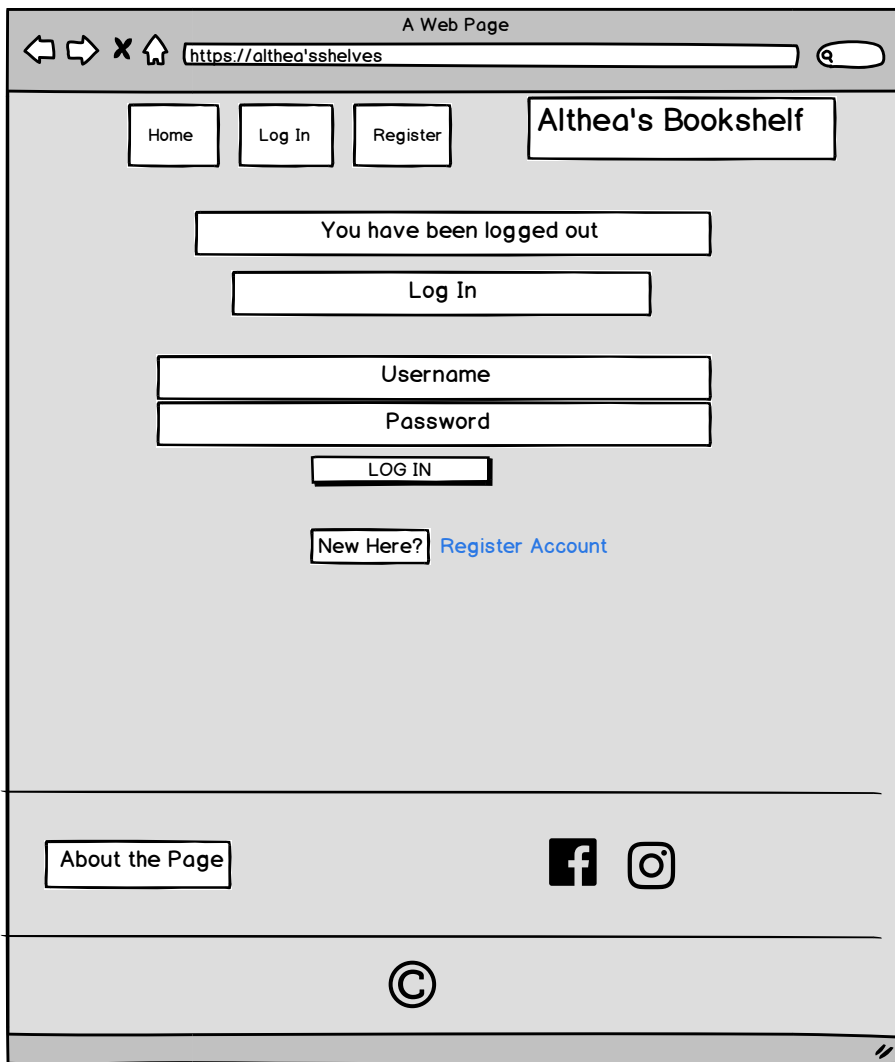 A Web Page
https://althea'sshelves
Home
Log In
Register
Althea's Bookshelf
You have been logged out
Log In
Username
Password
LOG IN
New Here? Register Account
About the Page
©